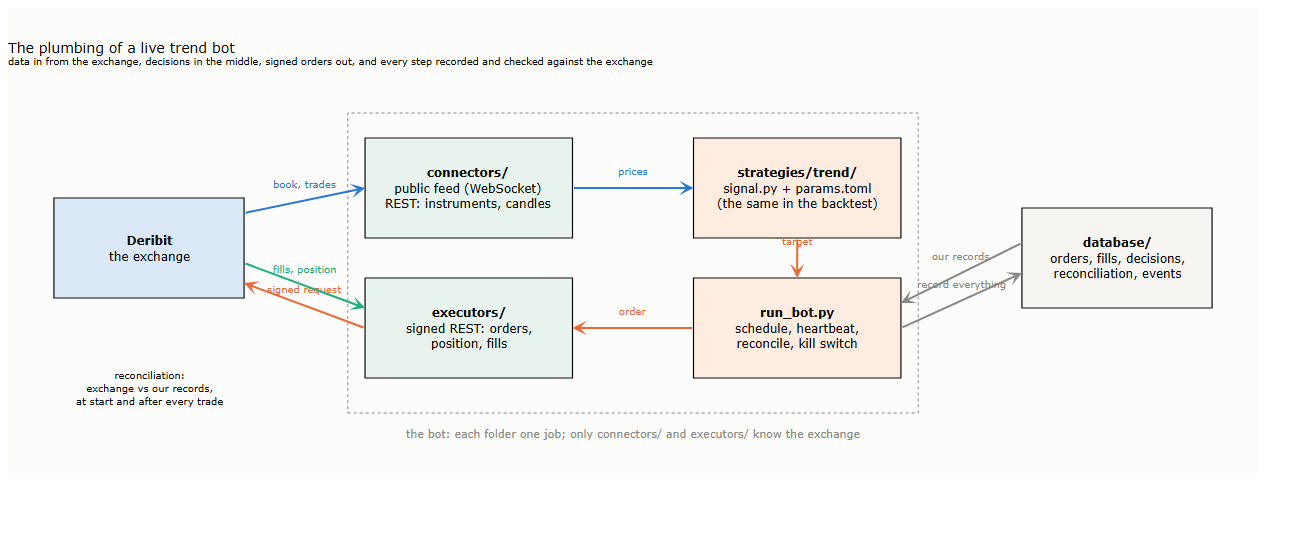 The plumbing of a live trend bot
data in from the exchange, decisions in the middle, signed orders out, and every step recorded and checked against the exchange
book, trades
connectors/
public feed (WebSocket)
REST: instruments, candles
prices
strategies/trend/
signal.py + params.toml
(the same in the backtest)
Deribit
the exchange
target
our records
database/
orders, fills, decisions,
reconciliation, events
record everything
fills, position
signed request
executors/
signed REST: orders,
position, fills
order
run_bot.py
schedule, heartbeat,
reconcile, kill switch
reconciliation:
exchange vs our records,
at start and after every trade
the bot: each folder one job; only connectors/ and executors/ know the exchange